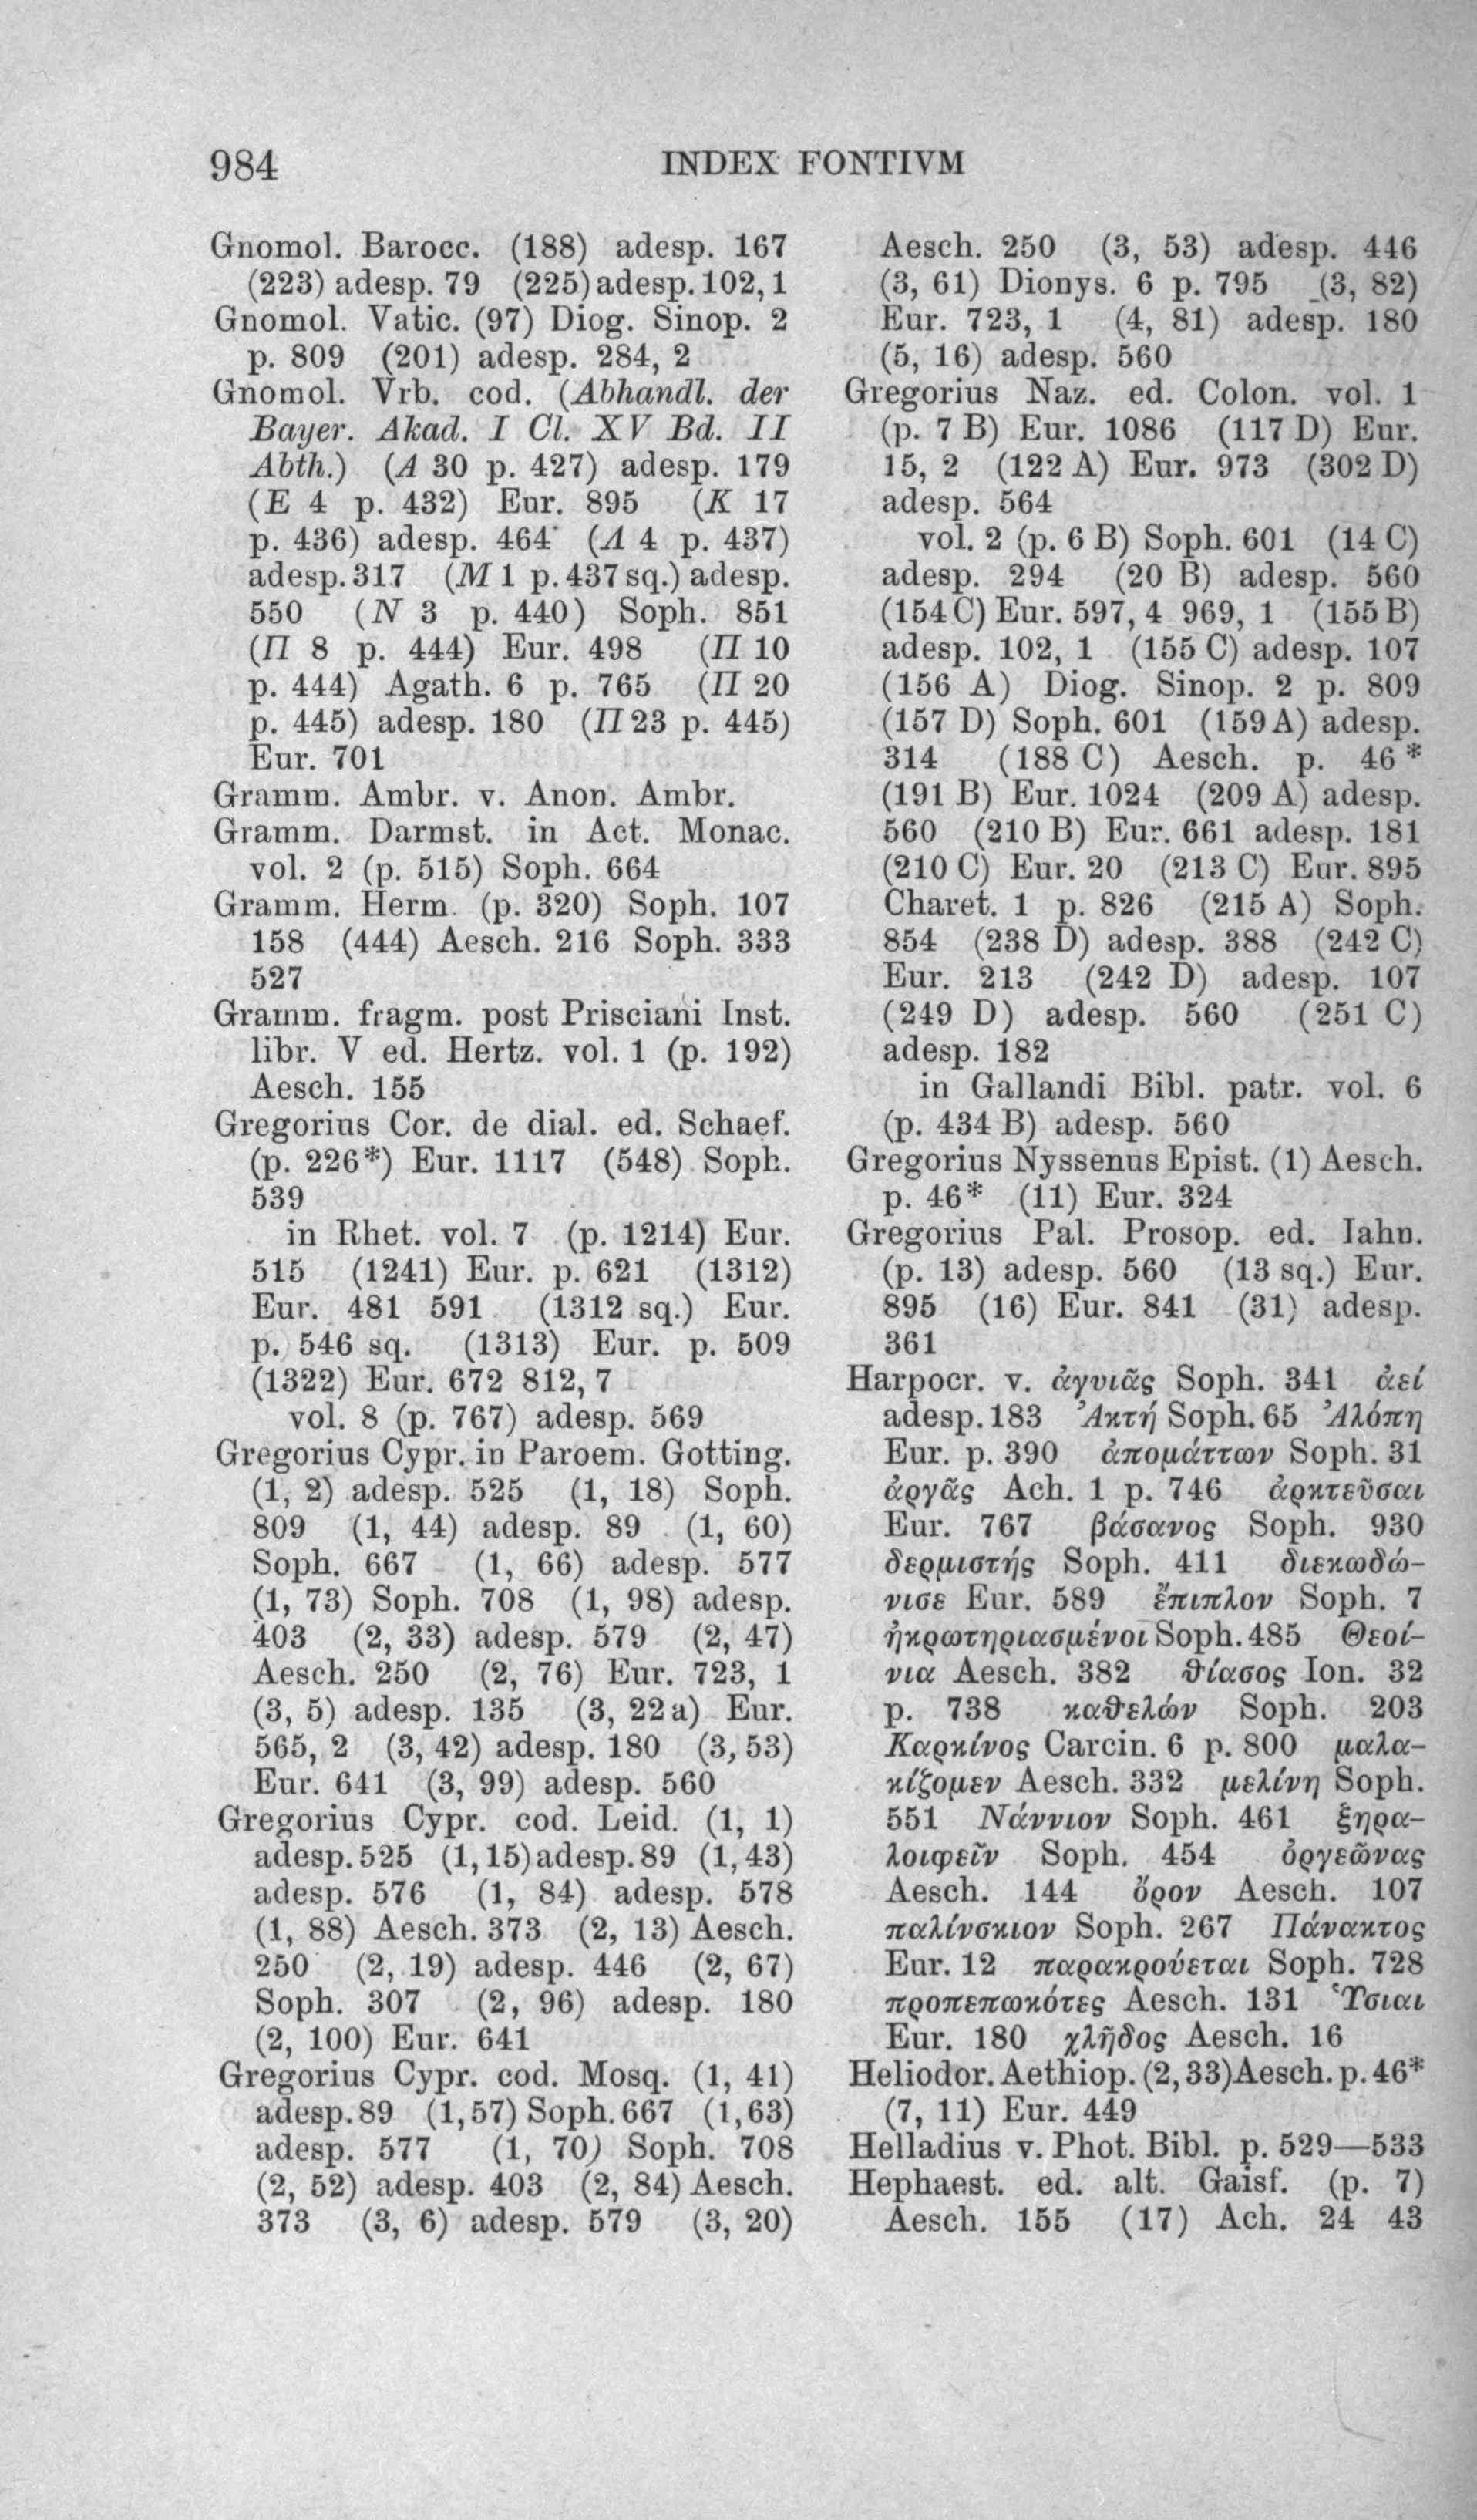 984
INDEX FONTIVM
Gnomol. Barocc. (188) adesp. 167
(223) adesp. 79 (225) adesp. 102, 1
Gnomol. Vatic. (97) Diog. Sinop. 2
p. 809 (201) adesp. 284, 2
Gnomol. Vrb. cod. (Abhandl. der
Bayer. Akad. I Cl. XV Bd. II
Abth.) (A 30 p. 427) adesp. 179
(E 4 p. 432) Eur. 895 (K 17
p. 436) adesp. 464 (Λ 4 p. 437)
adesp. 317 (M 1 p. 437 sq.) adesp.
550 (N 3 p. 440) Soph. 851
(Π 8 p. 444) Eur. 498 (Π 10
p. 444) Agath. 6 p. 765 (Π 20
p. 445) adesp. 180 (Π 23 p. 445)
Eur. 701
Gramm. Ambr. v. Anon. Ambr.
Gramm. Darmst. in Act. Monac.
vol. 2 (p. 515) Soph. 664
Gramm. Herm. (p. 320) Soph. 107
158 (444) Aesch. 216 Soph. 333
527
Gramm. fragm. post Prisciani Inst.
libr. V ed. Hertz. vol. 1 (p. 192)
Aesch. 155
Gregorius Cor. de dial. ed. Schaef.
(p. 226*) Eur. 1117 (548) Soph.
539
in Rhet. vol. 7 (p. 1214) Eur.
515 (1241) Eur. p. 621 (1312)
Eur. 481 591 (1312 sq.) Eur.
p. 546 sq. (1313) Eur. p. 509
(1322) Eur. 672 812, 7
vol. 8 (p. 767) adesp. 569
Gregorius Cypr. in Paroem. Gotting.
(1, 2) adesp. 525 (1, 18) Soph.
809 (1, 44) adesp. 89 (1, 60)
Soph. 667 (1, 66) adesp. 577
(1, 73) Soph. 708 (1, 98) adesp.
403 (2, 33) adesp. 579 (2, 47)
Aesch. 250 (2, 76) Eur. 723, 1
(3, 5) adesp. 135 (3, 22 a) Eur.
565, 2 (3, 42) adesp. 180 (3, 53)
Eur. 641 (3, 99) adesp. 560
Gregorius Cypr. cod. Leid. (1, 1)
adesp. 525 (1, 15) adesp. 89 (1, 43)
adesp. 576 (1, 84) adesp. 578
(1, 88) Aesch. 373 (2, 13) Aesch.
250 (2, 19) adesp. 446 (2, 67)
Soph. 307 (2, 96) adesp. 180
(2, 100) Eur. 641
Gregorius Cypr. cod. Mosq. (1, 41)
adesp. 89 (1, 57) Soph. 667 (1, 63)
adesp. 577 (1, 70) Soph. 708
(2, 52) adesp. 403 (2, 84) Aesch.
373 (3, 6) adesp. 579 (3, 20)
Aesch. 250 (3, 53) adesp. 446
(3, 61) Dionys. 6 p. 795 (3, 82)
Eur. 723, 1 (4, 81) adesp. 180
(5, 16) adesp. 560
Gregorius Naz. ed. Colon. vol. 1
(p. 7 B) Eur. 1086 (117 D) Eur.
15, 2 (122 A) Eur. 973 (302 D)
adesp. 564
vol. 2 (p. 6 B) Soph. 601 (14 C)
adesp. 294 (20 B) adesp. 560
(154 C) Eur. 597, 4 969, 1 (155 B)
adesp. 102, 1 (155 C) adesp. 107
(156 A) Diog. Sinop. 2 p. 809
(157 D) Soph. 601 (159 A) adesp.
314 (188 C) Aesch. p. 46*
(191 B) Eur. 1024 (209 A) adesp.
560 (210 B) Eur. 661 adesp. 181
(210 C) Eur. 20 (213 C) Eur. 895
Charet. 1 p. 826 (215 A) Soph.
854 (238 D) adesp. 388 (242 C)
Eur. 213 (242 D) adesp. 107
(249 D) adesp. 560 (251 C)
adesp. 182
in Gallandi Bibl. patr. vol. 6
(p. 434 B) adesp. 560
Gregorius Nyssenus Epist. (1) Aesch.
p. 46* (11) Eur. 324
Gregorius Pal. Prosop. ed. Iahn.
(p. 13) adesp. 560 (13 sq.) Eur.
895 (16) Eur. 841 (31) adesp.
361
Harpocr. v. ἀγυιᾶς Soph. 341 ἀεί
adesp. 183 Ἀκτή Soph. 65 Ἀλόπη
Eur. p. 390 ἀπομάττων Soph. 31
ἀργᾶς Ach. 1 p. 746 ἀρκτεῦσαι
Eur. 767 βάσανος Soph. 930
δερμιστής Soph. 411 διεκωδώ-
νισε Eur. 589 ἔπιπλον Soph. 7
ἠκρωτηριασμένοι Soph. 485 Θεοί-
νια Aesch. 382 θίασος Ion. 32
p. 738 καθελών Soph. 203
Καρκίνος Carcin. 6 p. 800 μαλα-
κίζομεν Aesch. 332 μελίνη Soph.
551 Νάννιον Soph. 461 ξηρα-
λοιφεῖν Soph. 454 ὀργεῶνας
Aesch. 144 ὅρον Aesch. 107
παλίνσκιον Soph. 267 Πάνακτος
Eur. 12 παρακρούεται Soph. 728
προπεπωκότες Aesch. 131 Ὑσιαι
Eur. 180 χλῆδος Aesch. 16
Heliodor. Aethiop. (2, 33) Aesch. p. 46*
(7, 11) Eur. 449
Helladius v. Phot. Bibl. p. 529—533
Hephaest. ed. alt. Gaisf. (p. 7)
Aesch. 155 (17) Ach. 24 43